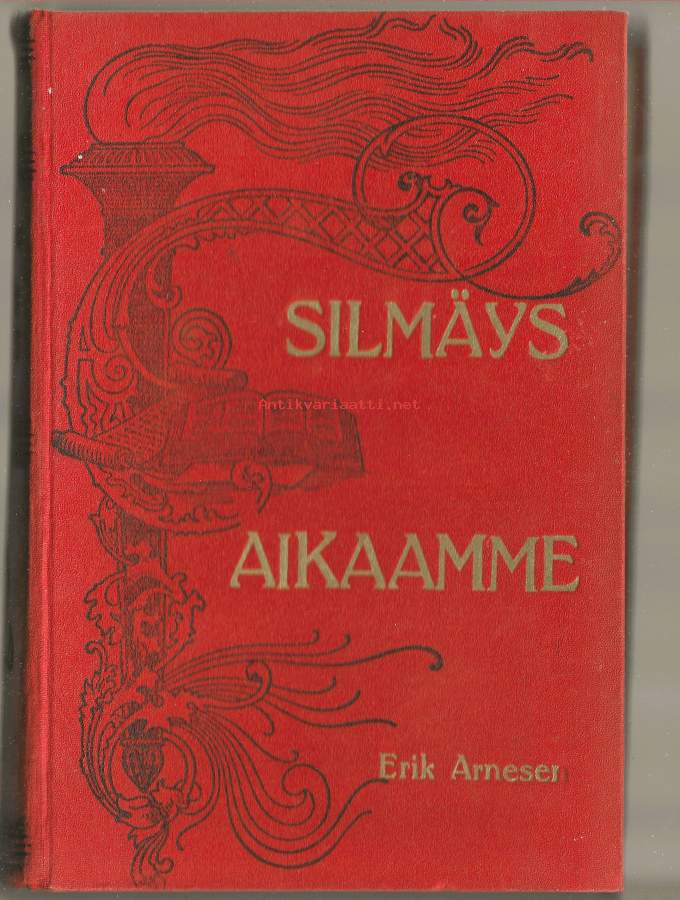 SILMÄYS
Antikvariaatti.net
AIKAAMME
Erik Arnesen